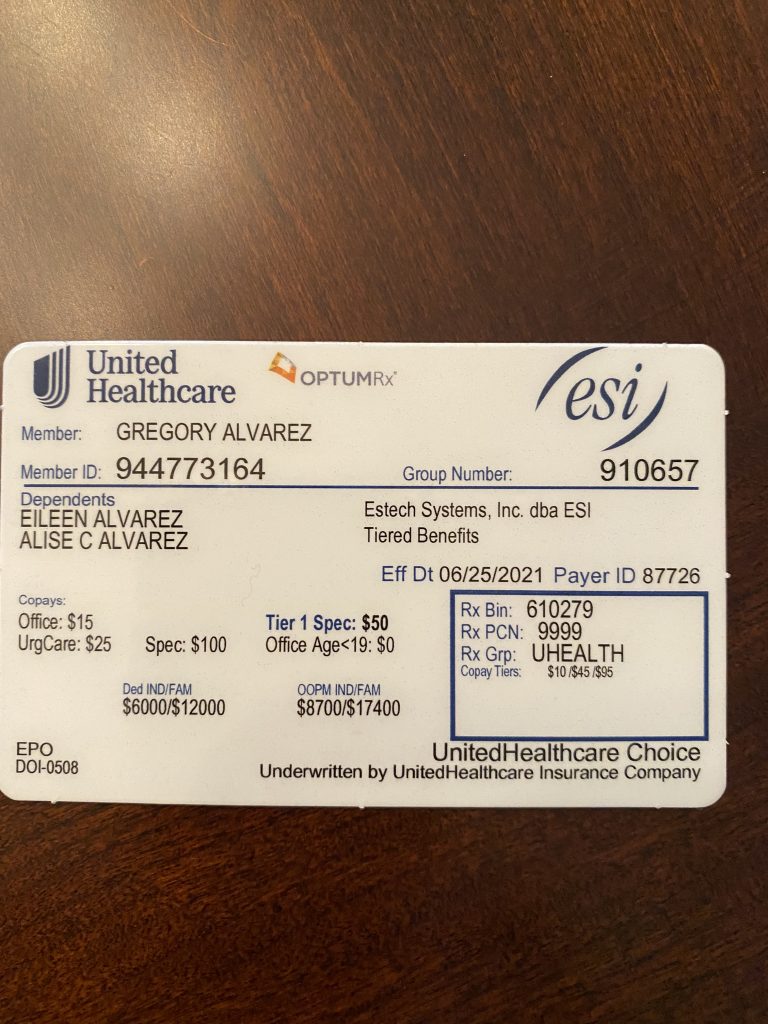 United Healthcare
OPTUMRx®
esi
Member: GREGORY ALVAREZ
Member ID: 944773164 Group Number: 910657
Dependents
EILEEN ALVAREZ
ALISE C ALVAREZ
Estech Systems, Inc. dba ESI
Tiered Benefits
Eff Dt 06/25/2021 Payer ID 87726
Copays:
Office: $15 Tier 1 Spec: $50
UrgCare: $25 Spec: $100 Office Age<19: $0
Ded IND/FAM OOPM IND/FAM
$6000/$12000 $8700/$17400
Rx Bin: 610279
Rx PCN: 9999
Rx Grp: UHEALTH
Copay Tiers: $10 /$45 /$95
EPO
DOI-0508
UnitedHealthcare Choice
Underwritten by UnitedHealthcare Insurance Company